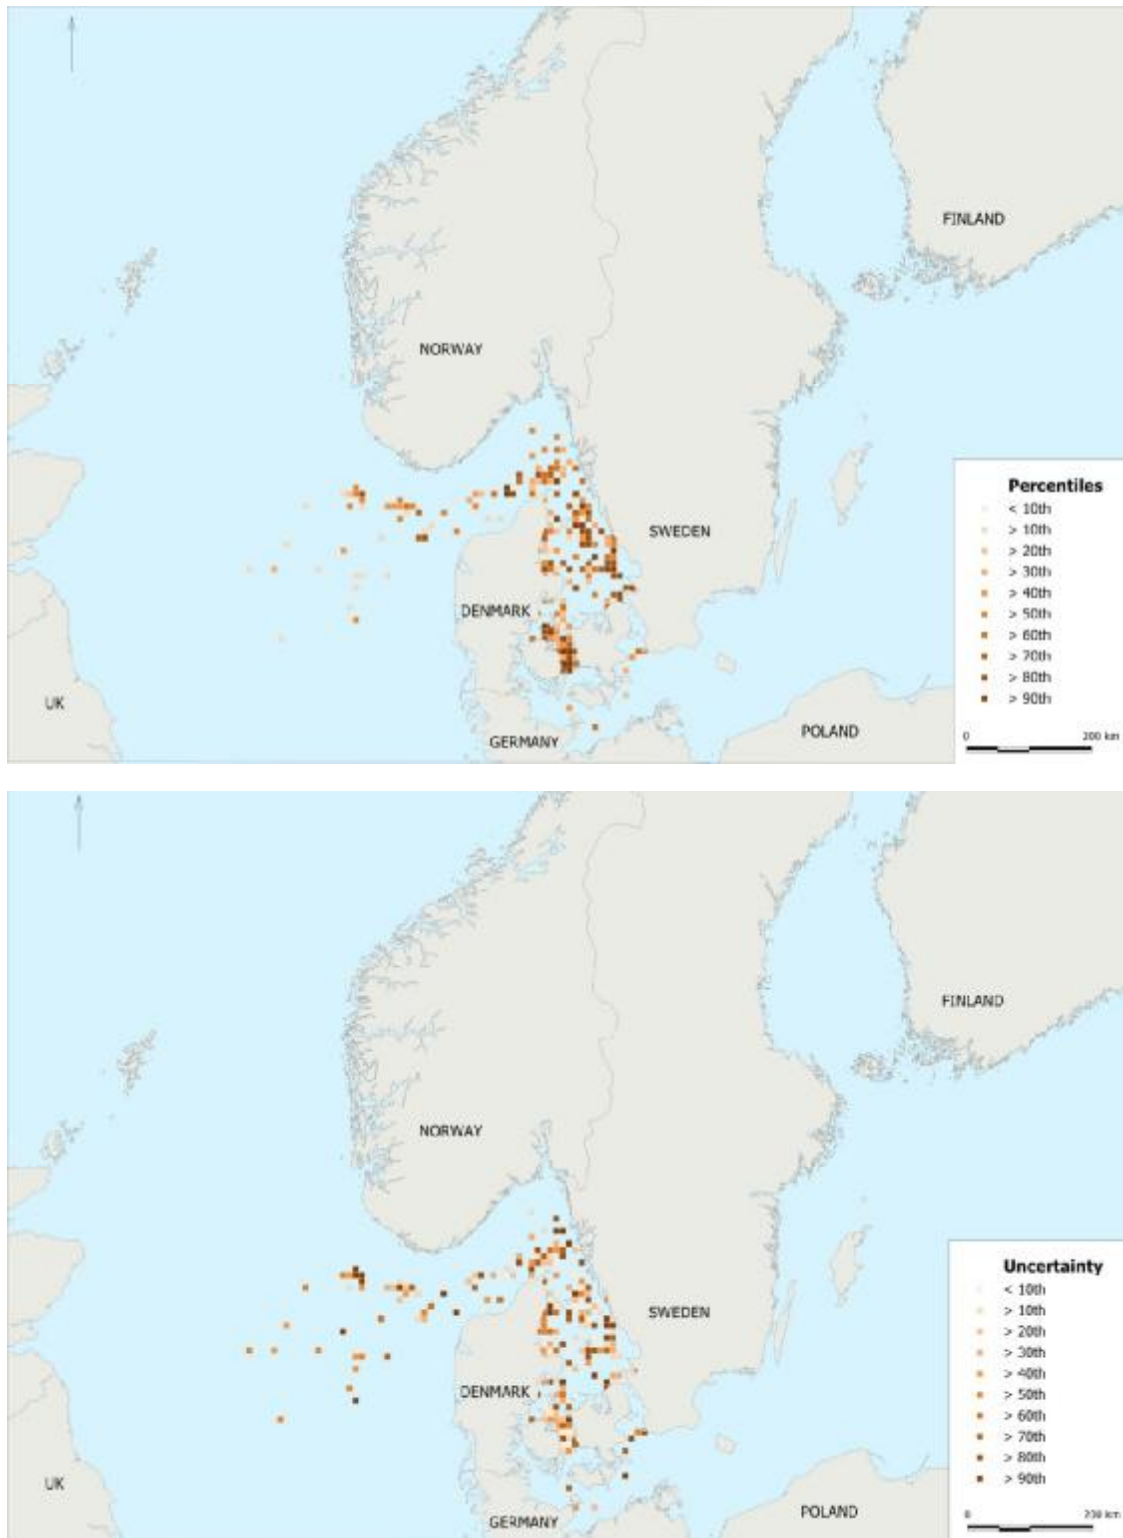 FINLAND
NORWAY
Percentiles
< 10th
> 10th
> 20th
> 30th
> 40th
> 50th
> 60th
> 70th
> 80th
> 90th
SWEDEN
DENMARK
UK
POLAND
GERMANY
0 200 km
FINLAND
NORWAY
Uncertainty
< 10th
> 10th
> 20th
> 30th
> 40th
> 50th
> 60th
> 70th
> 80th
> 90th
SWEDEN
DENMARK
UK
POLAND
GERMANY
0 200 km